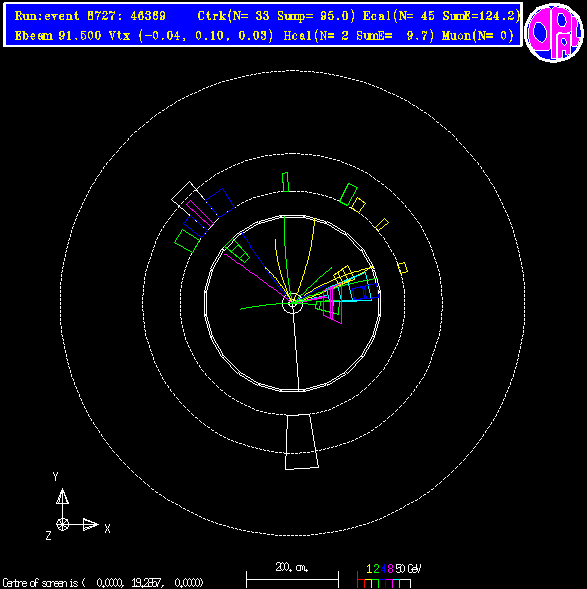 Run:event 8727: 46369 Ctrk(N= 33 Sump= 95.0) Ecal(N= 45 SumE=124.2)
Ebeam 91.500 Vtx (-0.04, 0.10, 0.03) Hcal(N= 2 SumE= 9.7) Muon(N= 0)
OPAL
Y
X
Z
200. cm.
1 2 4 8 50 GeV
Centre of screen is ( 0.0000, 19.2857, 0.0000)